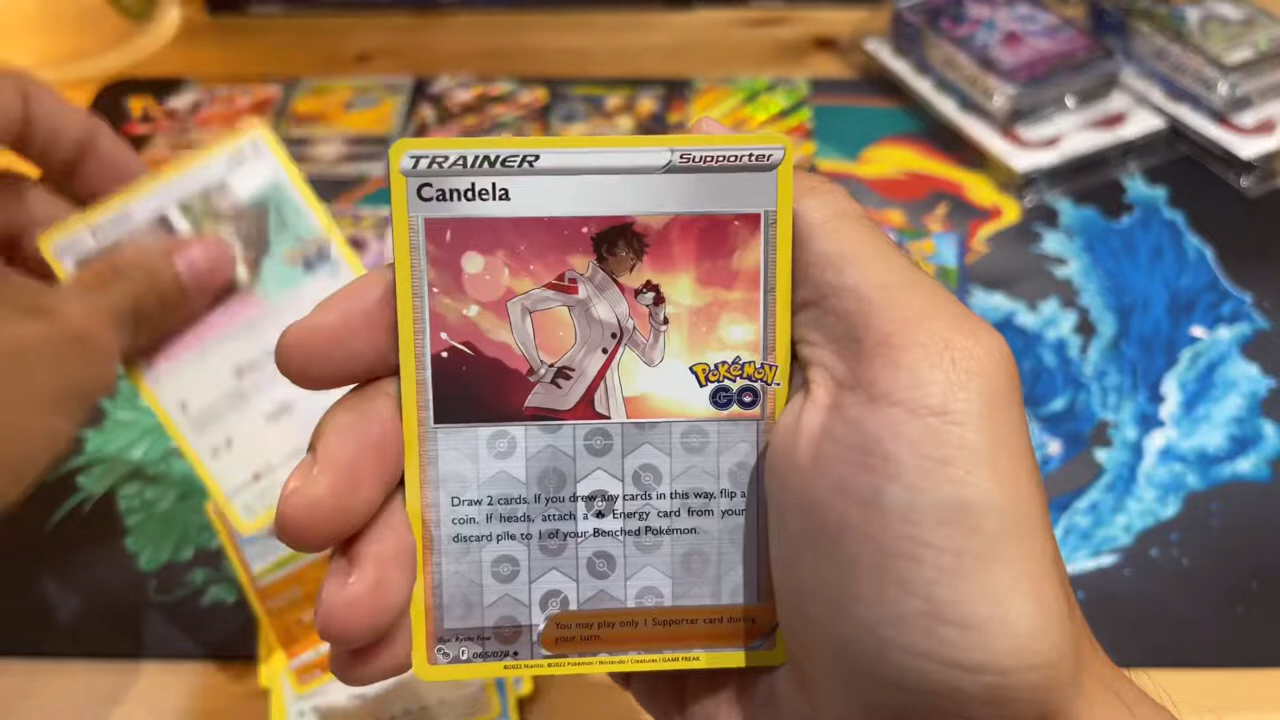 TRAINER
Supporter
Candela
Pokémon
GO
Draw 2 cards. If you drew any cards in this way, flip a
coin. If heads, attach a Energy card from your
discard pile to 1 of your Benched Pokémon.
You may play only 1 Supporter card during
your turn.
Illus. Ryuta Fuse
F 065/078
©2022 Niantic. ©2022 Pokémon / Nintendo / Creatures / GAME FREAK.